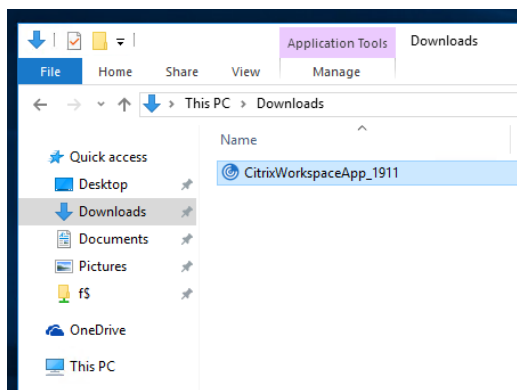 Application Tools Downloads
File Home Share View Manage
This PC > Downloads
Name
Quick access
CitrixWorkspaceApp_1911
Desktop
Downloads
Documents
Pictures
f$
OneDrive
This PC